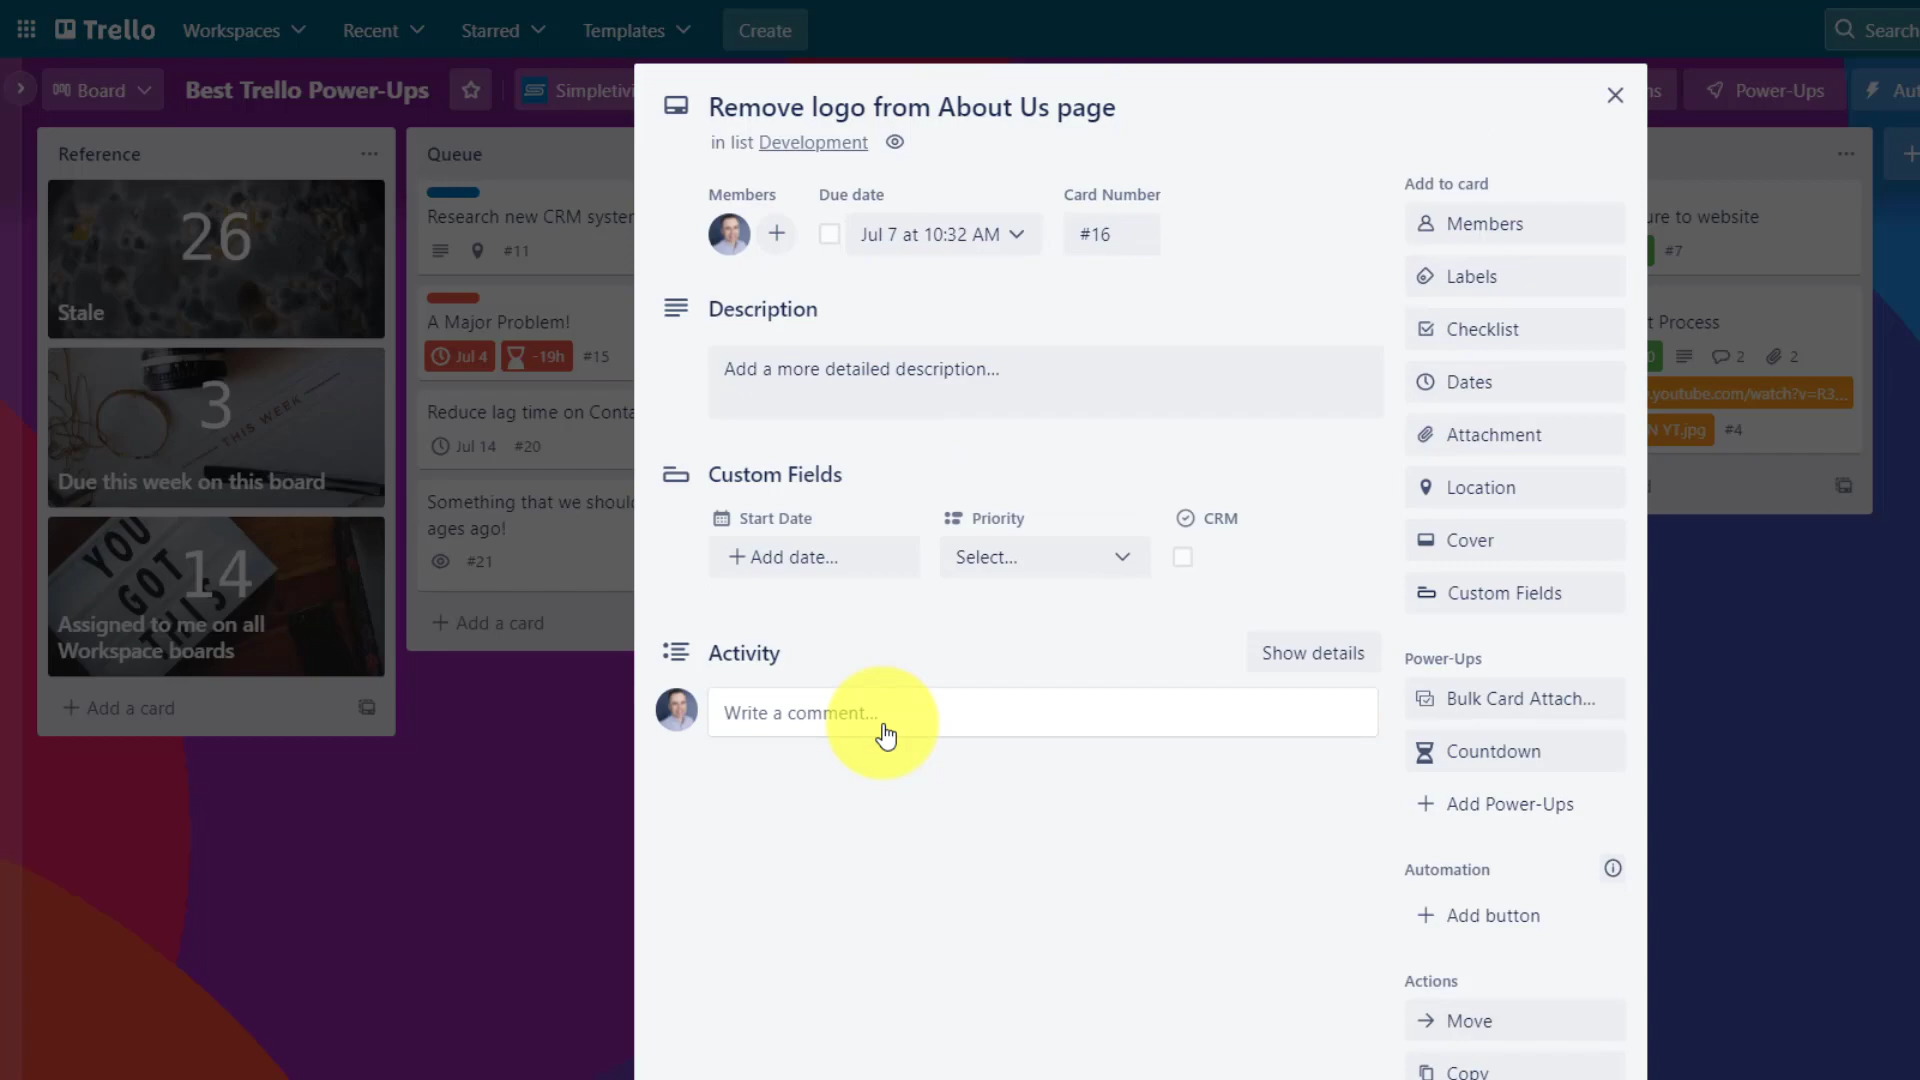 Trello
Workspaces
Recent
Starred
Templates
Create
Search
Board
Best Trello Power-Ups
Power-Ups
Reference
26
Stale
3
THIS WEEK
Due this week on this board
YOU
GOT
THIS
14
Assigned to me on all
Workspace boards
Add a card
Queue
Research new CRM
#11
A Major Problem!
Jul 4
-19h
#15
Reduce lag time on
Jul 14
#20
Something that we
ages ago!
#21
Add a card
Remove logo from About Us page
in list Development
Members
Due date
Card Number
Jul 7 at 10:32 AM
#16
Description
Add a more detailed description...
Custom Fields
Start Date
Priority
CRM
Add date...
Select...
Activity
Show details
Write a comment...
Add to card
Members
Labels
Checklist
Dates
Attachment
Location
Cover
Custom Fields
Power-Ups
Bulk Card Attach...
Countdown
Add Power-Ups
Automation
Add button
Actions
Move
Copy
to website
#7
Process
2
2
.youtube.com/watch?v=R3...
YT.jpg
#4